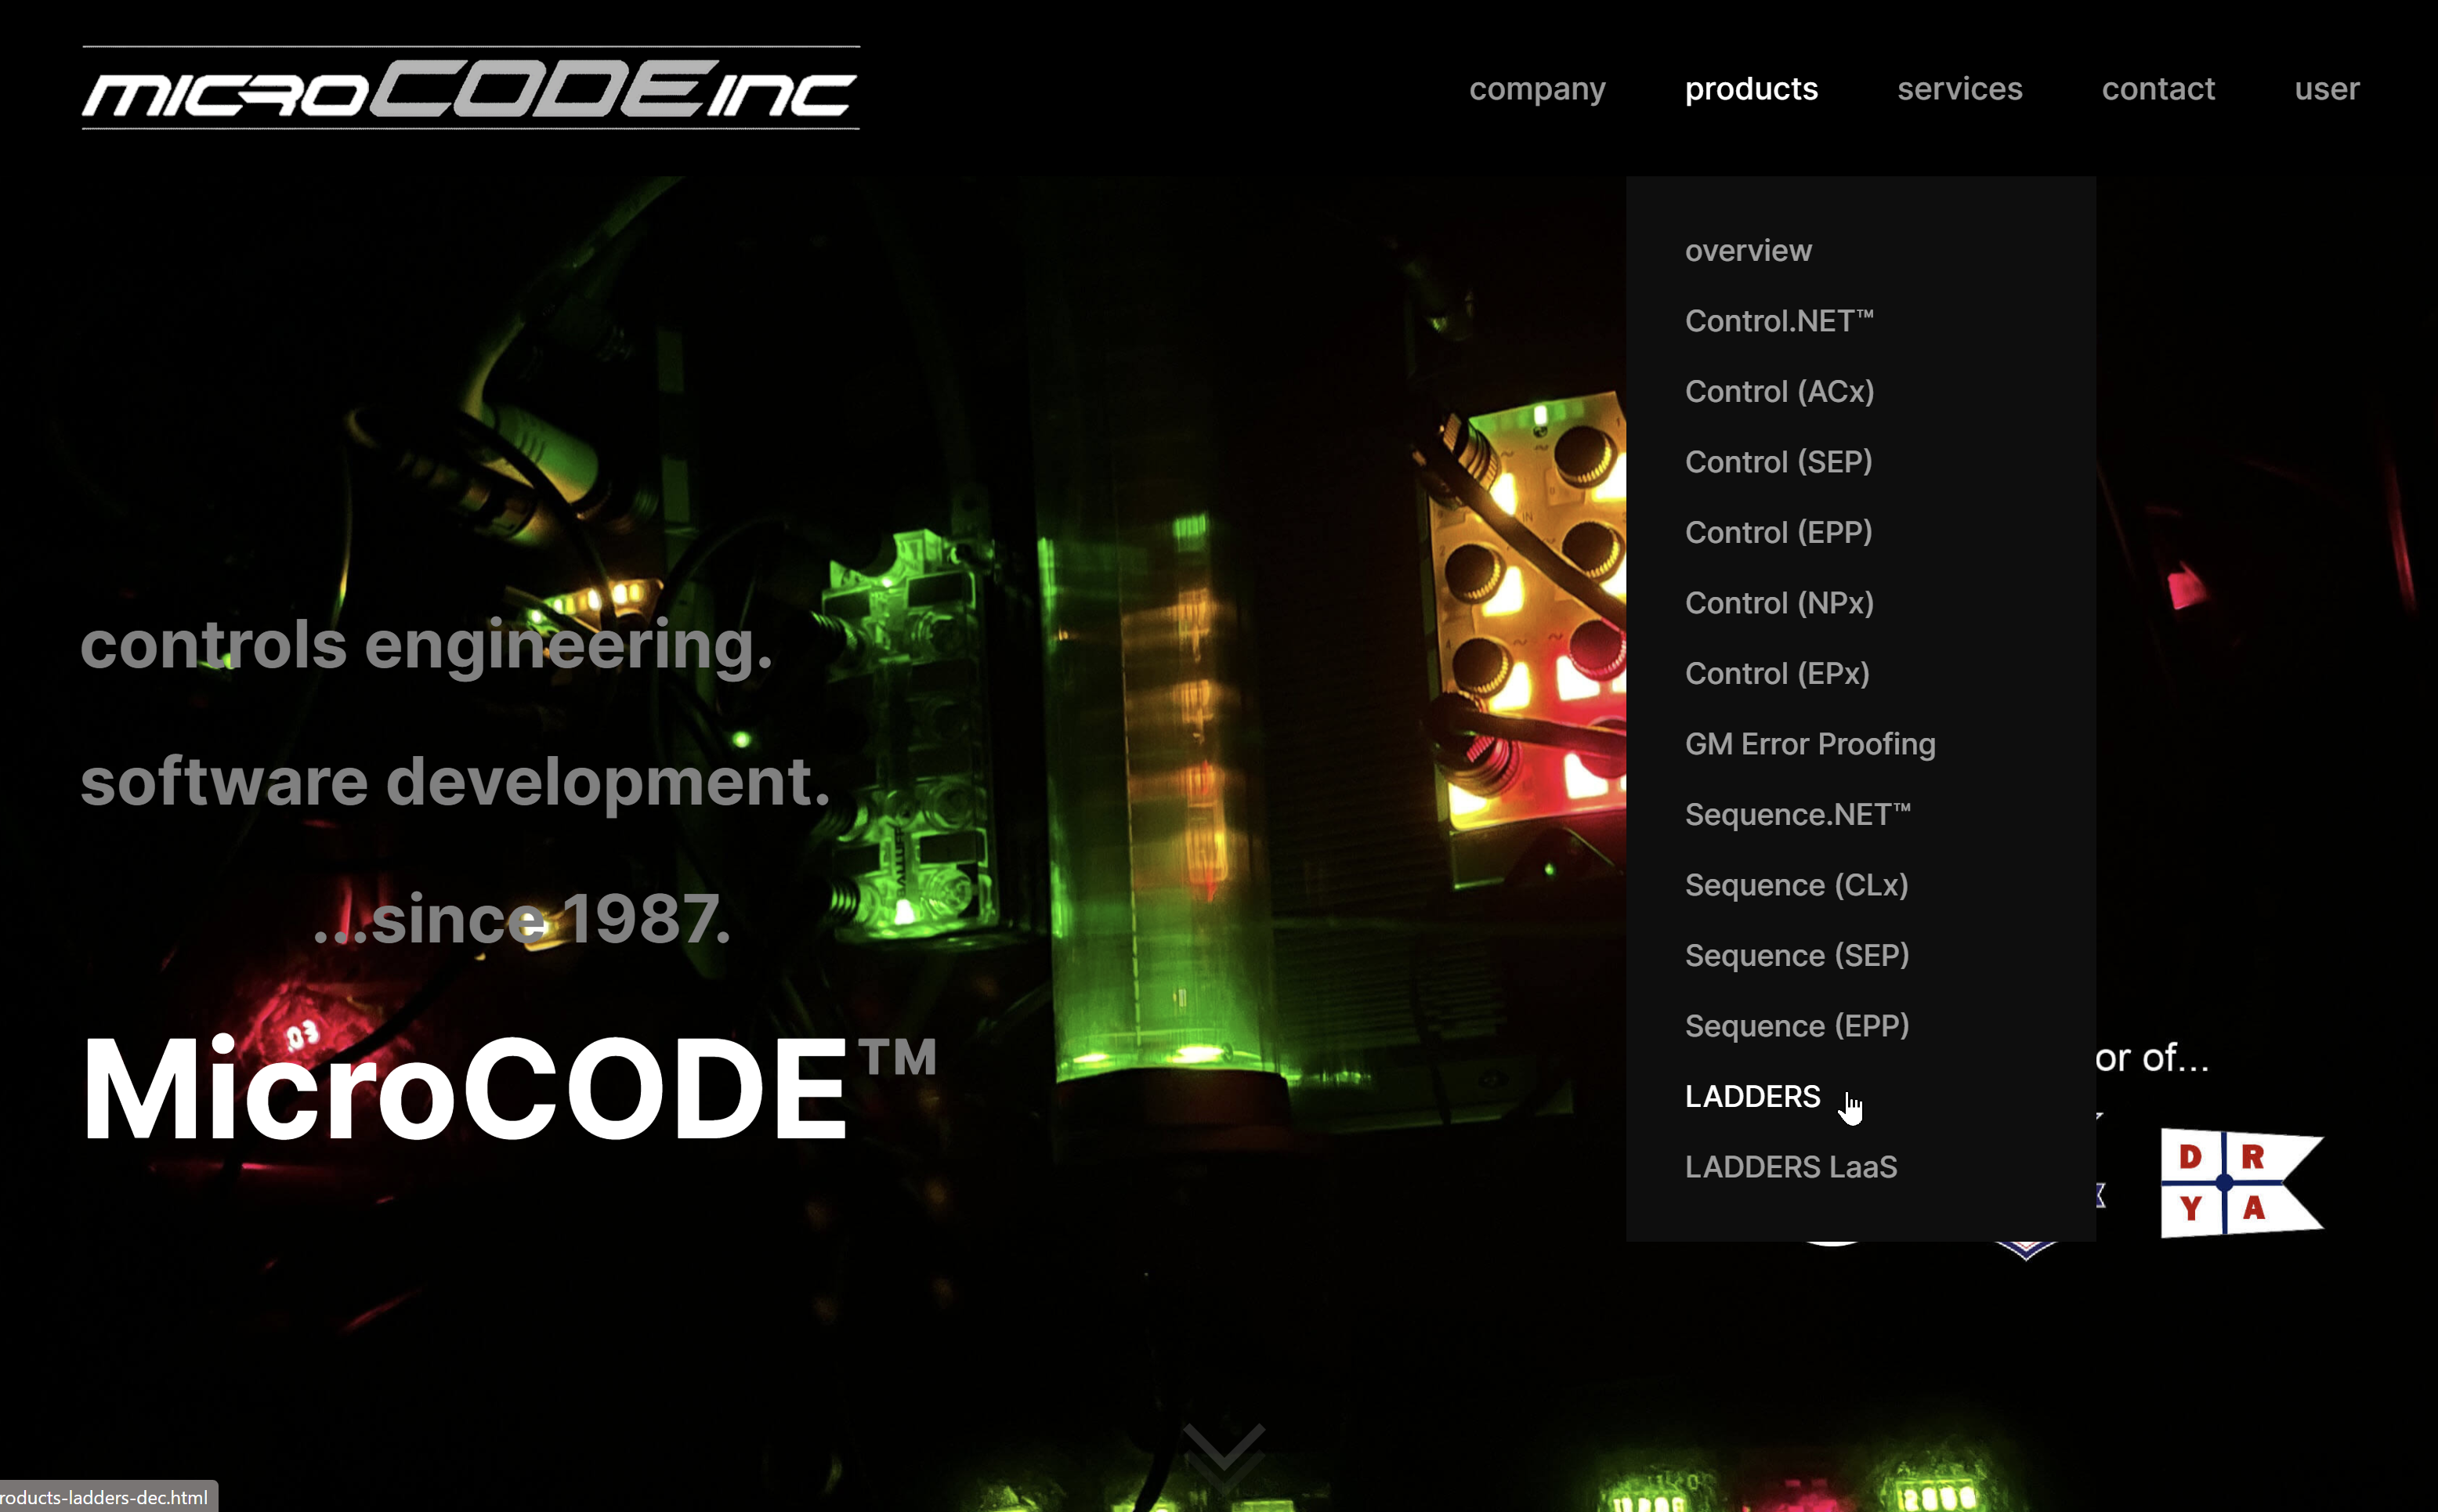 microCODEinc
company products services contact user
overview
Control.NET™
Control (ACx)
Control (SEP)
Control (EPP)
Control (NPx)
Control (EPx)
GM Error Proofing
Sequence.NET™
Sequence (CLx)
Sequence (SEP)
Sequence (EPP)
LADDERS
LADDERS LaaS
controls engineering.
software development.
...since 1987.
MicroCODE™
or of...
D R
Y A
.03
BALLUFF
roducts-ladders-dec.html